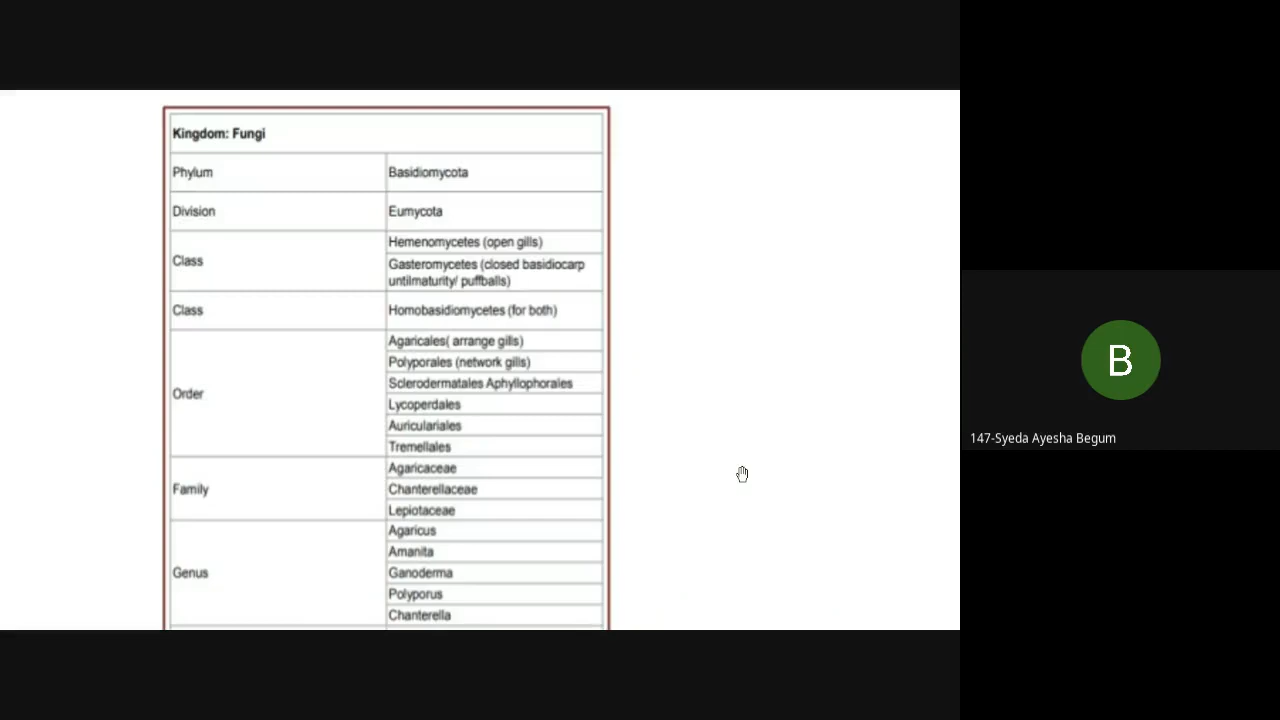 Kingdom: Fungi
Phylum
Basidiomycota
Division
Eumycota
Class
Hemenomycetes (open gills)
Gasteromycetes (closed basidiocarp
untilmaturity/ puffballs)
Class
Homobasidiomycetes (for both)
Order
Agaricales( arrange gills)
Polyporales (network gills)
Sclerodermatales Aphyllophorales
Lycoperdales
Auriculariales
Tremellales
Family
Agaricaceae
Chanterellaceae
Lepiotaceae
Genus
Agaricus
Amanita
Ganoderma
Polyporus
Chanterella
B
147-Syeda Ayesha Begum